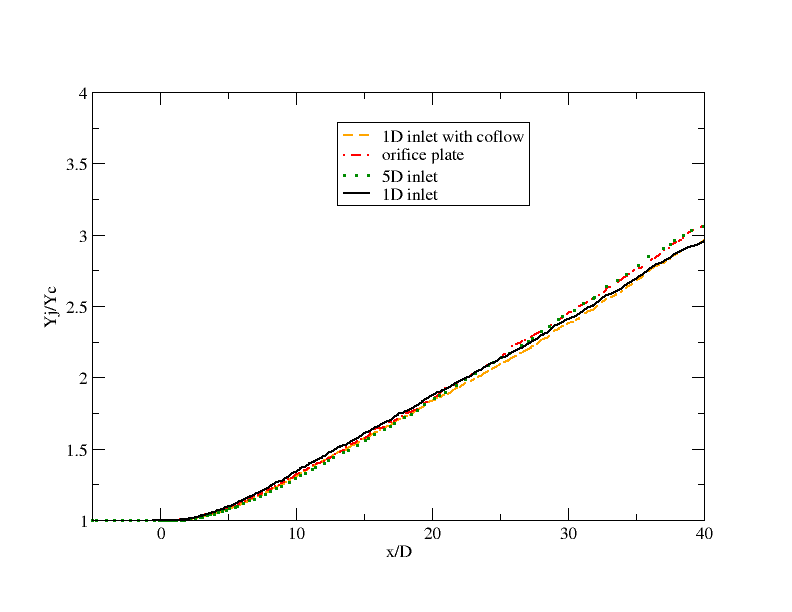 4
1D inlet with coflow
orifice plate
3.5
5D inlet
1D inlet
3
Yj/Yc
2.5
2
1.5
1
0
10
20
30
40
x/D